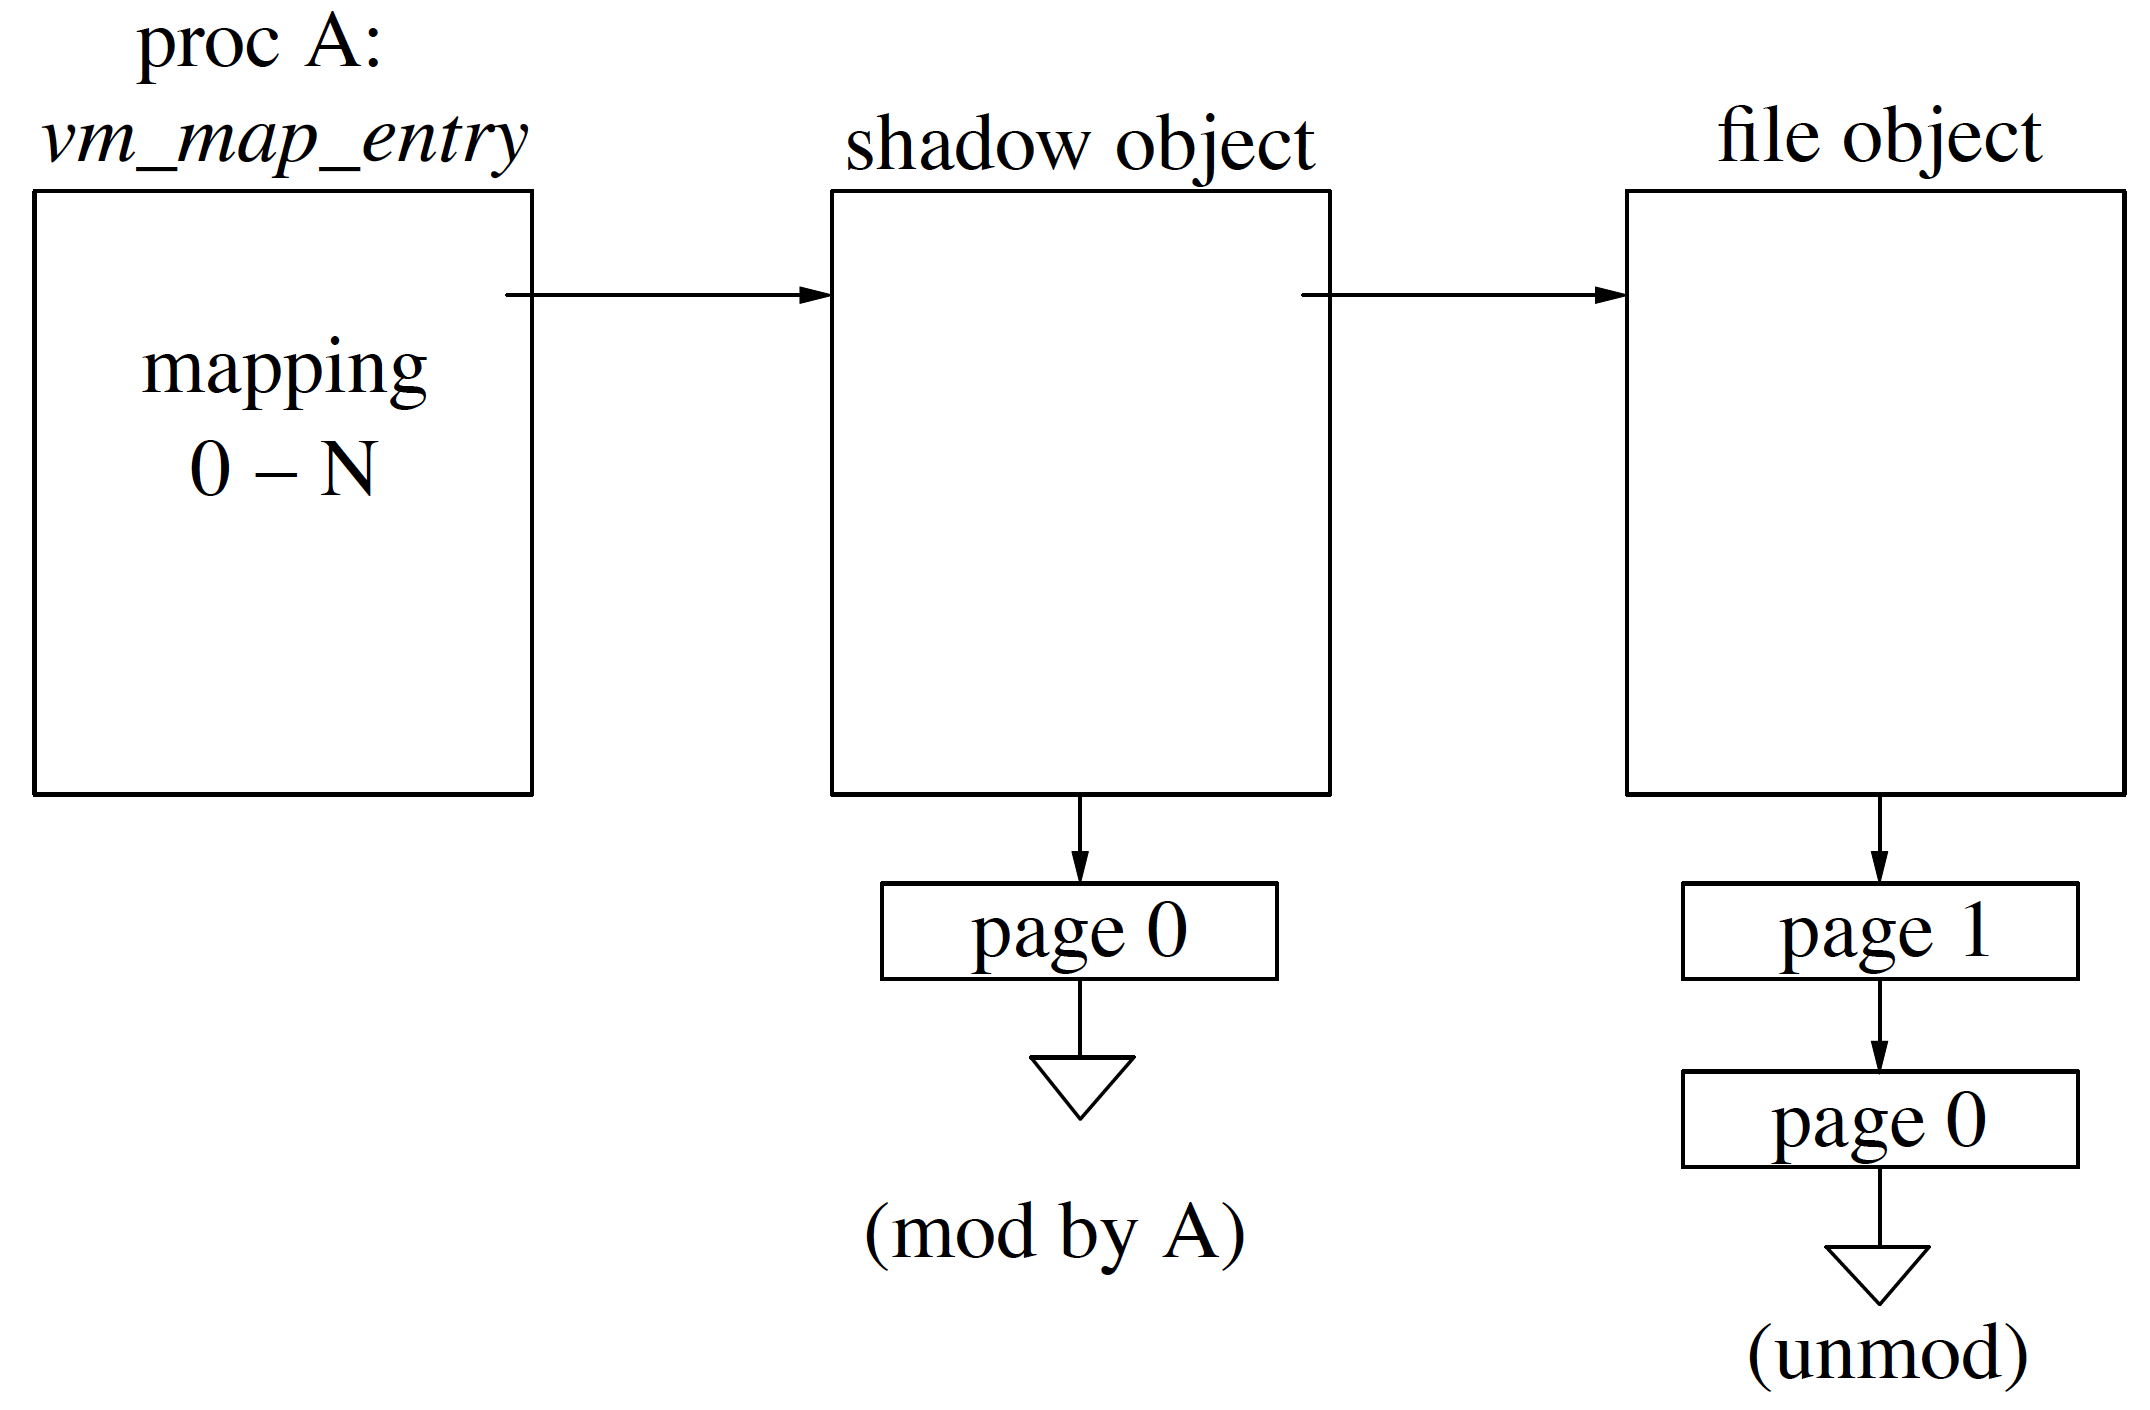 proc A:
vm_map_entry
shadow object
file object
mapping
0 – N
page 0
page 1
page 0
(mod by A)
(unmod)